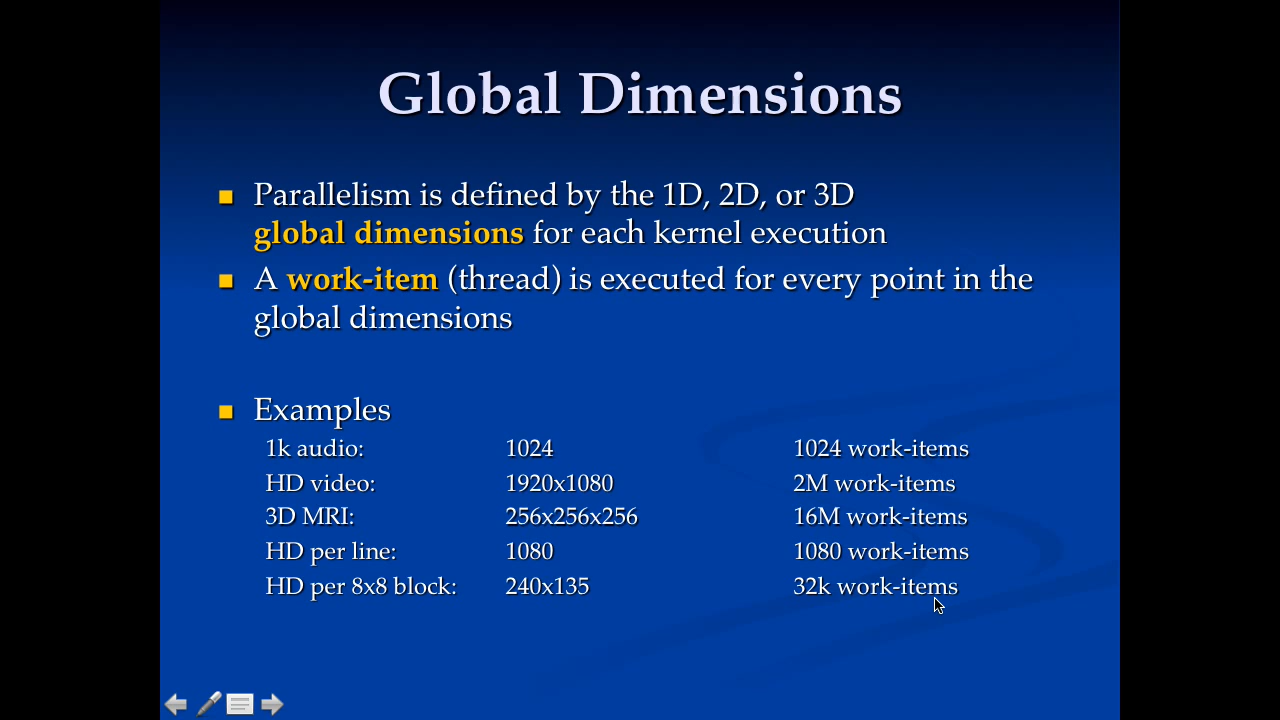 Global Dimensions
Parallelism is defined by the 1D, 2D, or 3D
global dimensions for each kernel execution
A work-item (thread) is executed for every point in the
global dimensions
Examples
1k audio: 1024 1024 work-items
HD video: 1920x1080 2M work-items
3D MRI: 256x256x256 16M work-items
HD per line: 1080 1080 work-items
HD per 8x8 block: 240x135 32k work-items